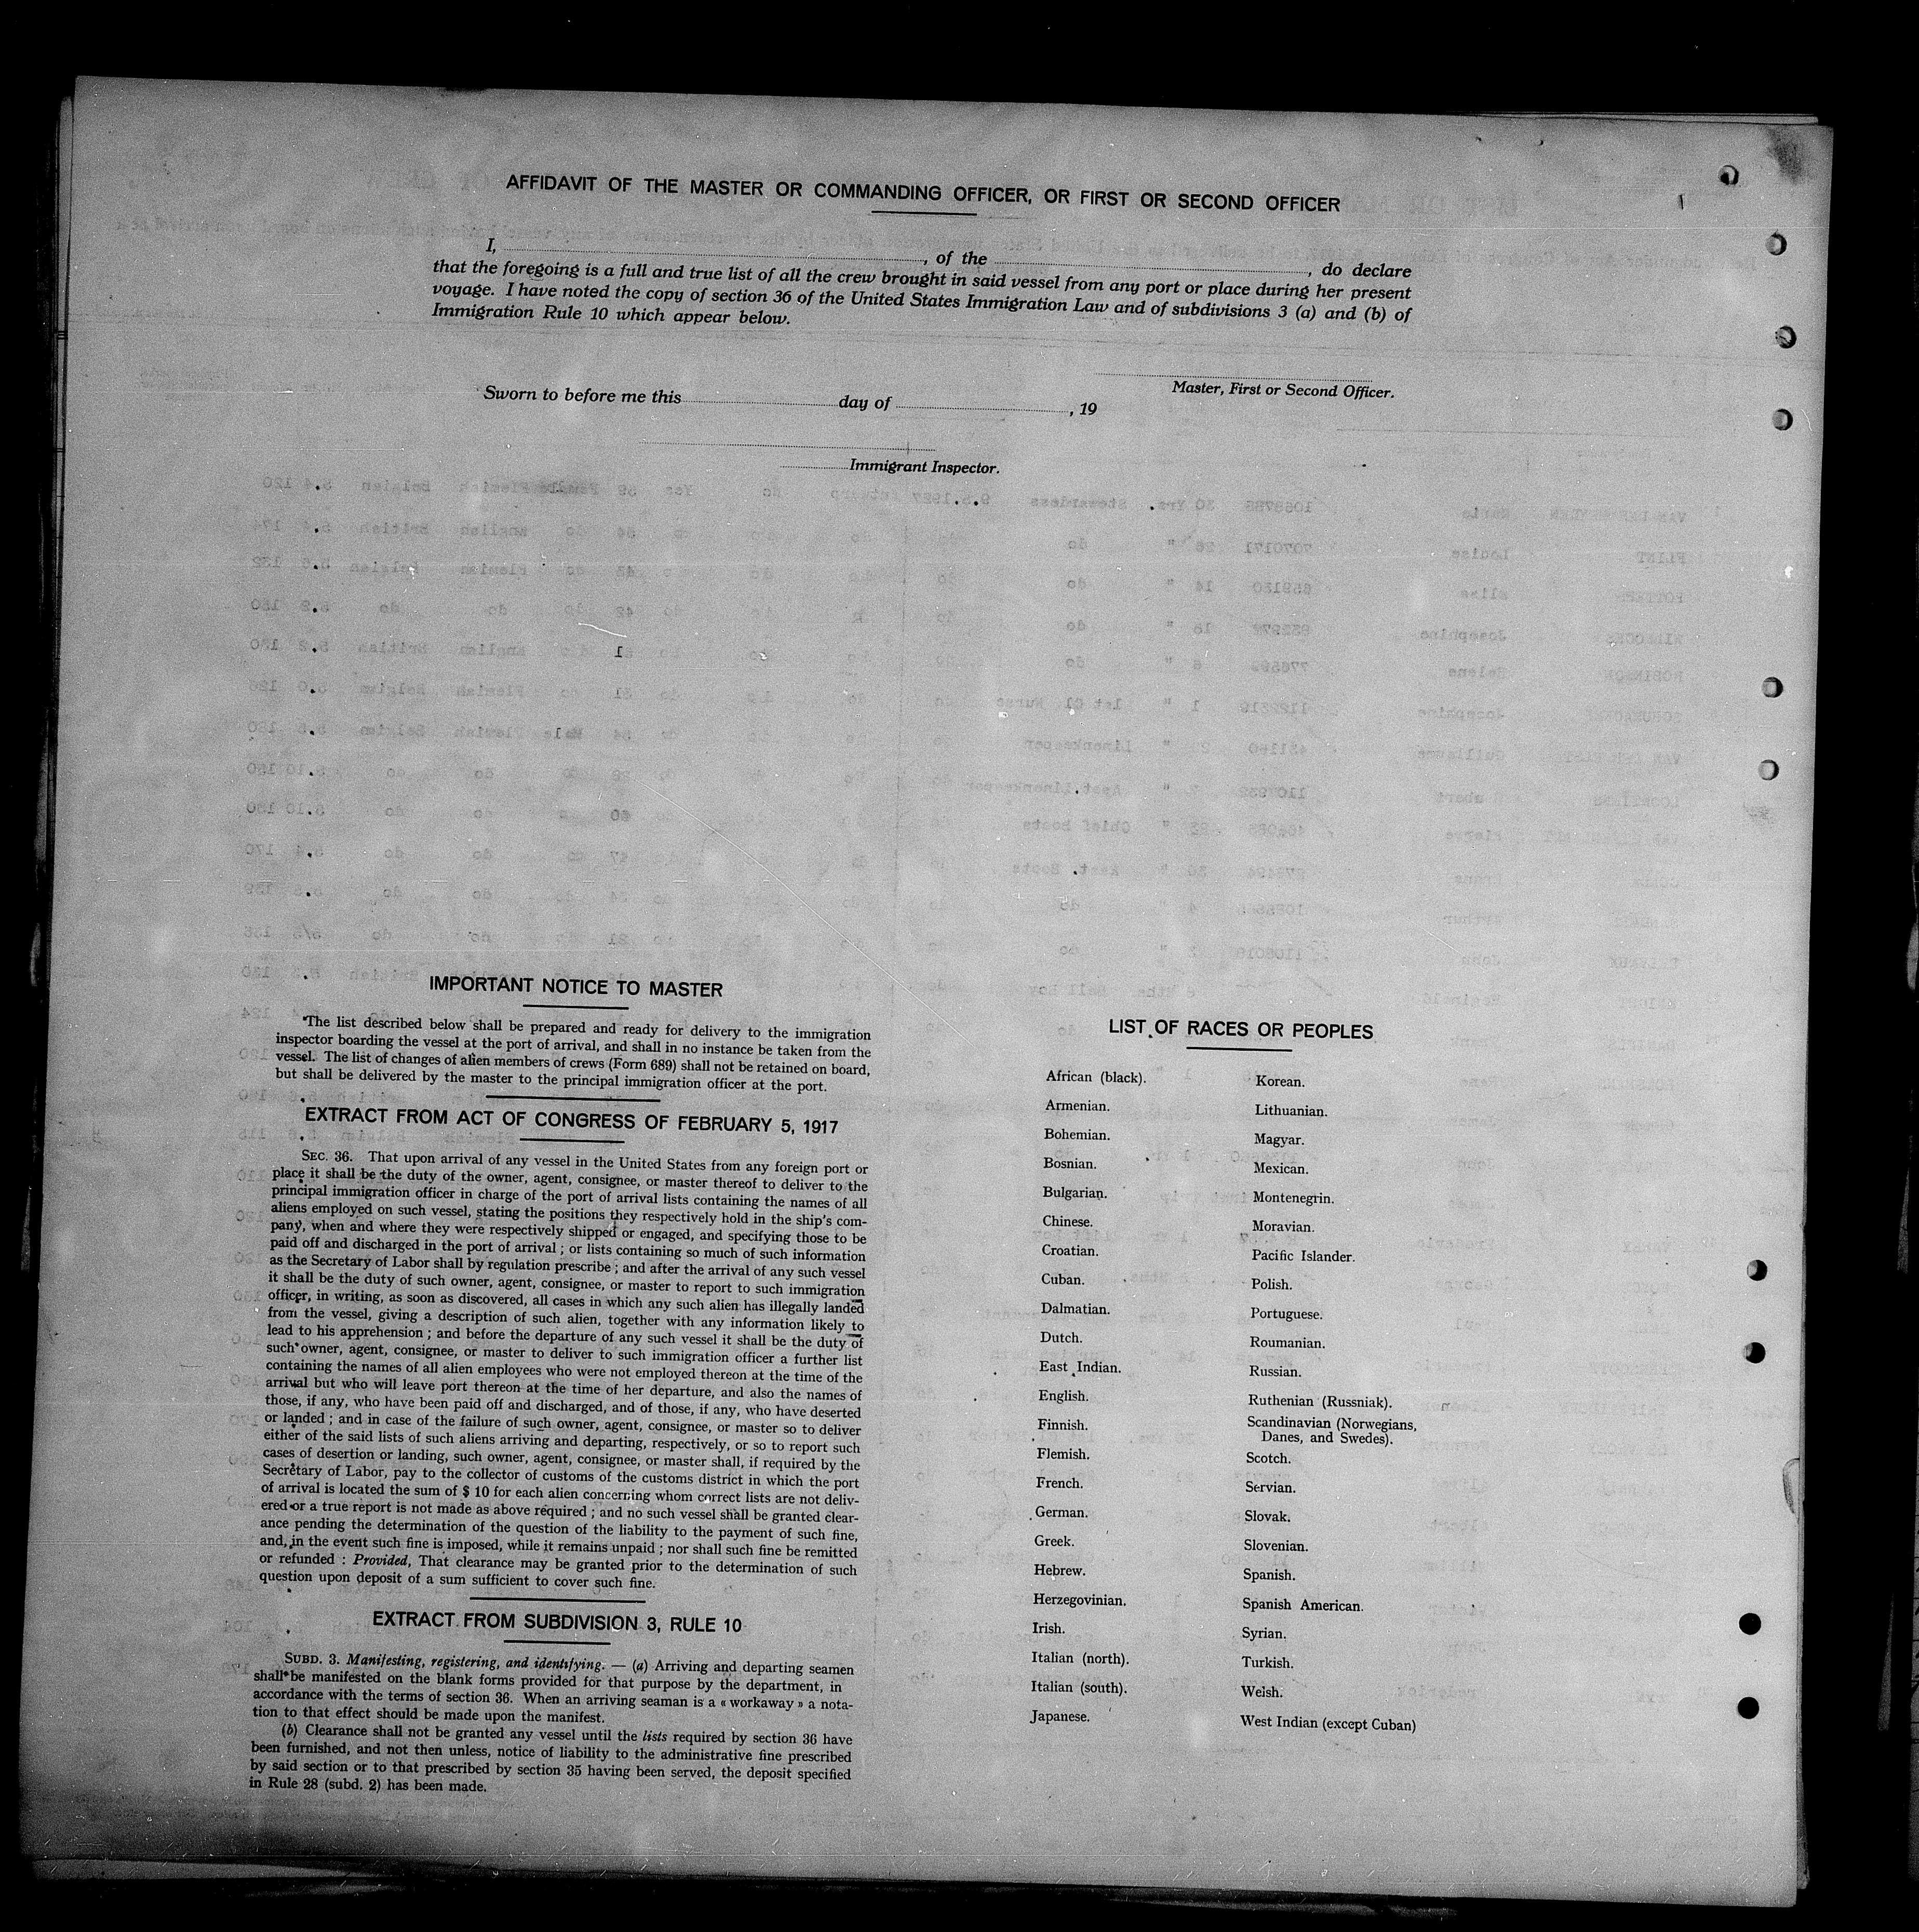 AFFIDAVIT OF THE MASTER OR COMMANDING OFFICER, OR FIRST OR SECOND OFFICER
I, , of the , do declare
that the foregoing is a full and true list of all the crew brought in said vessel from any port or place during her present
voyage. I have noted the copy of section 36 of the United States Immigration Law and of subdivisions 3 (a) and (b) of
Immigration Rule 10 which appear below.
Master, First or Second Officer.
Sworn to before me this day of , 19
Immigrant Inspector.
IMPORTANT NOTICE TO MASTER
The list described below shall be prepared and ready for delivery to the immigration
inspector boarding the vessel at the port of arrival, and shall in no instance be taken from the
vessel. The list of changes of alien members of crews (Form 689) shall not be retained on board,
but shall be delivered by the master to the principal immigration officer at the port.
EXTRACT FROM ACT OF CONGRESS OF FEBRUARY 5, 1917
SEC. 36. That upon arrival of any vessel in the United States from any foreign port or
place it shall be the duty of the owner, agent, consignee, or master thereof to deliver to the
principal immigration officer in charge of the port of arrival lists containing the names of all
aliens employed on such vessel, stating the positions they respectively hold in the ship's com-
pany, when and where they were respectively shipped or engaged, and specifying those to be
paid off and discharged in the port of arrival ; or lists containing so much of such information
as the Secretary of Labor shall by regulation prescribe ; and after the arrival of any such vessel
it shall be the duty of such owner, agent, consignee, or master to report to such immigration
officer, in writing, as soon as discovered, all cases in which any such alien has illegally landed
from the vessel, giving a description of such alien, together with any information likely to
lead to his apprehension ; and before the departure of any such vessel it shall be the duty of
such owner, agent, consignee, or master to deliver to such immigration officer a further list
containing the names of all alien employees who were not employed thereon at the time of the
arrival but who will leave port thereon at the time of her departure, and also the names of
those, if any, who have been paid off and discharged, and of those, if any, who have deserted
or landed ; and in case of the failure of such owner, agent, consignee, or master so to deliver
either of the said lists of such aliens arriving and departing, respectively, or so to report such
cases of desertion or landing, such owner, agent, consignee, or master shall, if required by the
Secretary of Labor, pay to the collector of customs of the customs district in which the port
of arrival is located the sum of $ 10 for each alien concerning whom correct lists are not deliv-
ered or a true report is not made as above required ; and no such vessel shall be granted clear-
ance pending the determination of the question of the liability to the payment of such fine,
and, in the event such fine is imposed, while it remains unpaid ; nor shall such fine be remitted
or refunded : Provided, That clearance may be granted prior to the determination of such
question upon deposit of a sum sufficient to cover such fine.
EXTRACT FROM SUBDIVISION 3, RULE 10
SUBD. 3. Manifesting, registering, and identifying. — (a) Arriving and departing seamen
shall be manifested on the blank forms provided for that purpose by the department, in
accordance with the terms of section 36. When an arriving seaman is a « workaway » a nota-
tion to that effect should be made upon the manifest.
(b) Clearance shall not be granted any vessel until the lists required by section 36 have
been furnished, and not then unless, notice of liability to the administrative fine prescribed
by said section or to that prescribed by section 35 having been served, the deposit specified
in Rule 28 (subd. 2) has been made.
LIST OF RACES OR PEOPLES
African (black).
Armenian.
Bohemian.
Bosnian.
Bulgarian.
Chinese.
Croatian.
Cuban.
Dalmatian.
Dutch.
East Indian.
English.
Finnish.
Flemish.
French.
German.
Greek.
Hebrew.
Herzegovinian.
Irish.
Italian (north).
Italian (south).
Japanese.
Korean.
Lithuanian.
Magyar.
Mexican.
Montenegrin.
Moravian.
Pacific Islander.
Polish.
Portuguese.
Roumanian.
Russian.
Ruthenian (Russniak).
Scandinavian (Norwegians,
Danes, and Swedes).
Scotch.
Servian.
Slovak.
Slovenian.
Spanish.
Spanish American.
Syrian.
Turkish.
Welsh.
West Indian (except Cuban)